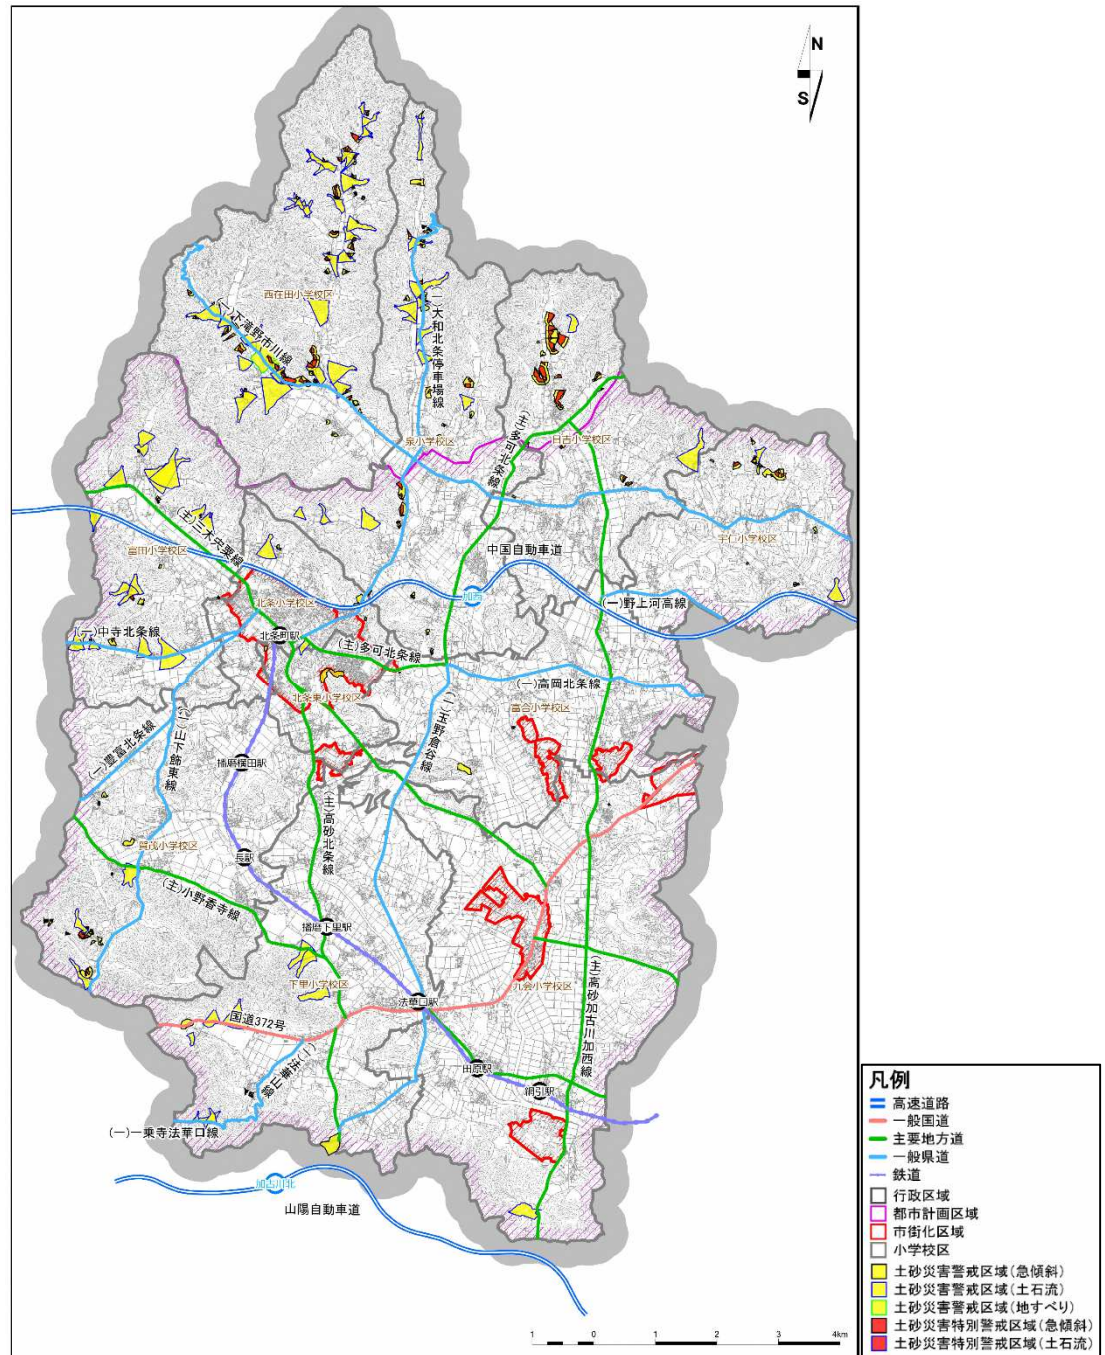 N
S
西在田小学校区
(一)下滝野市川線
(一)大和北条停車場線
泉小学校区
(主)多可北条線
日吉小学校区
(主)三木宍粟線
富田小学校区
宇仁小学校区
中国自動車道
加西
北条小学校区
(一)野上河高線
北条町駅
(一)中寺北条線
(主)多可北条線
(一)高岡北条線
北条東小学校区
(一)玉野倉谷線
富合小学校区
(一)豊富北条線
(一)山下飾東線
播磨横田駅
(主)高砂北条線
賀茂小学校区
長駅
(主)小野香寺線
播磨下里駅
(主)高砂加古川加西線
下里小学校区
九会小学校区
法華口駅
国道372号
(一)法華山線
田原駅
網引駅
(一)一乗寺法華口線
加古川北
山陽自動車道
凡例
高速道路
一般国道
主要地方道
一般県道
鉄道
行政区域
都市計画区域
市街化区域
小学校区
土砂災害警戒区域(急傾斜)
土砂災害警戒区域(土石流)
土砂災害警戒区域(地すべり)
土砂災害特別警戒区域(急傾斜)
土砂災害特別警戒区域(土石流)
1 0 1 2 3 4km